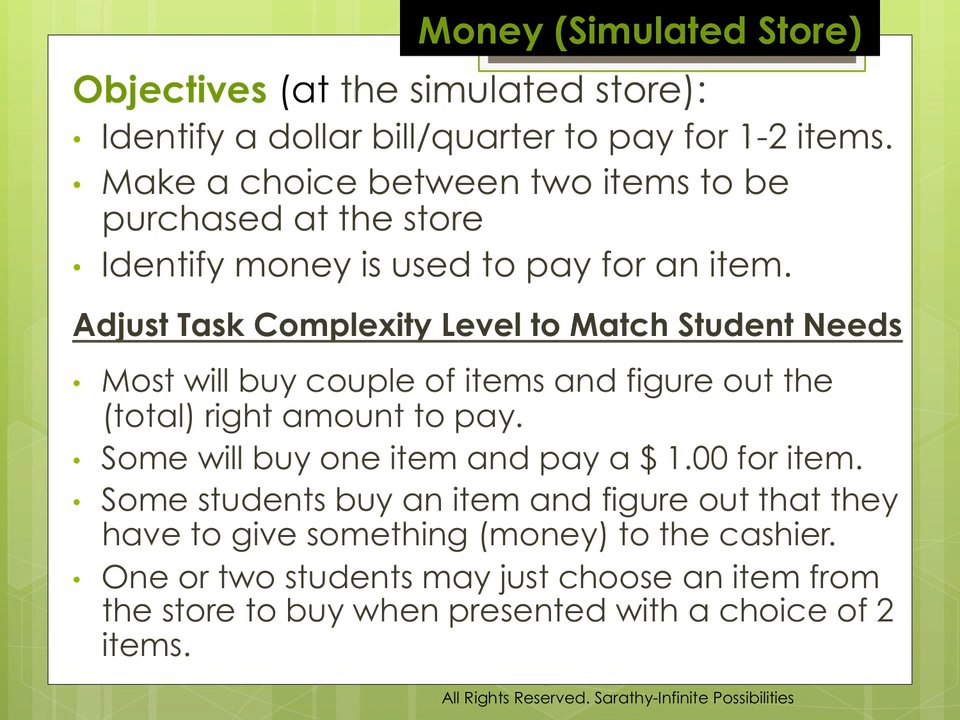 Money (Simulated Store)
Objectives (at the simulated store):
• Identify a dollar bill/quarter to pay for 1-2 items.
• Make a choice between two items to be
purchased at the store
• Identify money is used to pay for an item.
Adjust Task Complexity Level to Match Student Needs
• Most will buy couple of items and figure out the
(total) right amount to pay.
• Some will buy one item and pay a $ 1.00 for item.
• Some students buy an item and figure out that they
have to give something (money) to the cashier.
• One or two students may just choose an item from
the store to buy when presented with a choice of 2
items.
All Rights Reserved. Sarathy-Infinite Possibilities